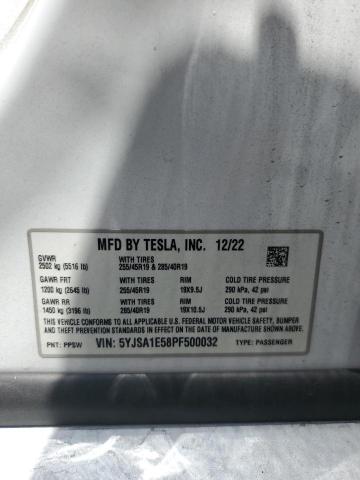 MFD BY TESLA, INC. 12/22
GVWR WITH TIRES
2502 kg (5516 lb) 255/45R19 & 285/40R19
GAWR FRT WITH TIRES RIM COLD TIRE PRESSURE
1200 kg (2645 lb) 255/45R19 19X9.5J 290 kPa, 42 psi
GAWR RR WITH TIRES RIM COLD TIRE PRESSURE
1450 kg (3196 lb) 285/40R19 19X10.5J 290 kPa, 42 psi
THIS VEHICLE CONFORMS TO ALL APPLICABLE
U.S. FEDERAL MOTOR VEHICLE SAFETY, BUMPER
AND THEFT PREVENTION STANDARDS IN EFFECT
ON THE DATE OF MANUFACTURE SHOWN ABOVE.
PNT: PPSW VIN: 5YJSA1E58PF500032 TYPE: PASSENGER